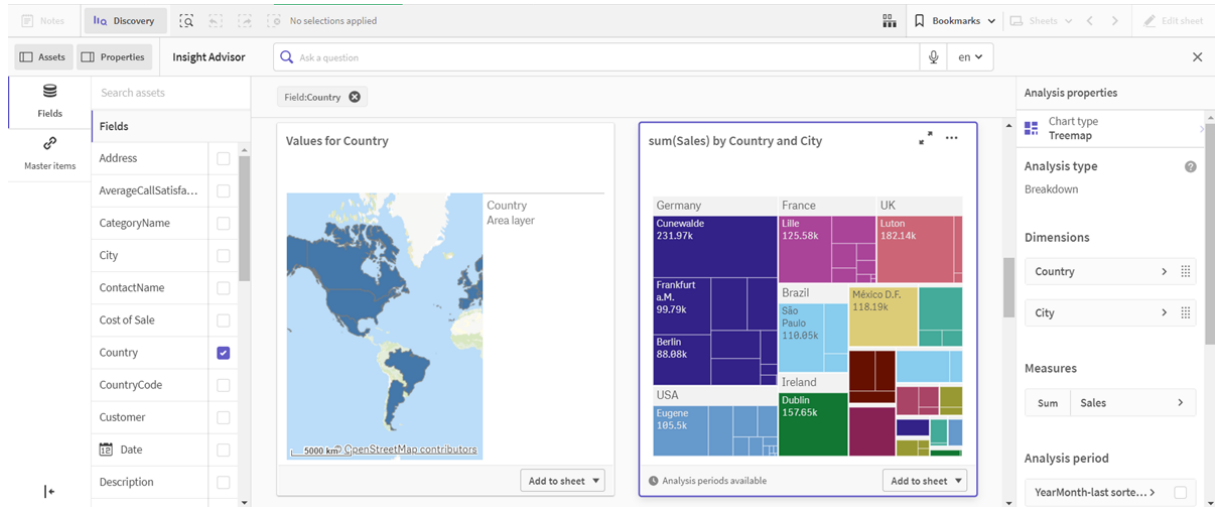 Notes
Discovery
No selections applied
Bookmarks
Sheets
Edit sheet
Assets
Properties
Insight Advisor
Ask a question
en
Fields
Master items
Search assets
Fields
Address
AverageCallSatisfa...
CategoryName
City
ContactName
Cost of Sale
Country
CountryCode
Customer
Date
Description
Field:Country
Values for Country
Country
Area layer
5000 km
© OpenStreetMap contributors
Add to sheet
sum(Sales) by Country and City
Germany
Cunewalde
231.97k
Frankfurt
a.M.
99.79k
Berlin
88.08k
USA
Eugene
105.5k
France
Lille
125.58k
UK
Luton
182.14k
Brazil
São
Paulo
110.05k
México D.F.
118.19k
Ireland
Dublin
157.65k
Analysis periods available
Add to sheet
Analysis properties
Chart type
Treemap
Analysis type
Breakdown
Dimensions
Country
City
Measures
Sum
Sales
Analysis period
YearMonth-last sorte...